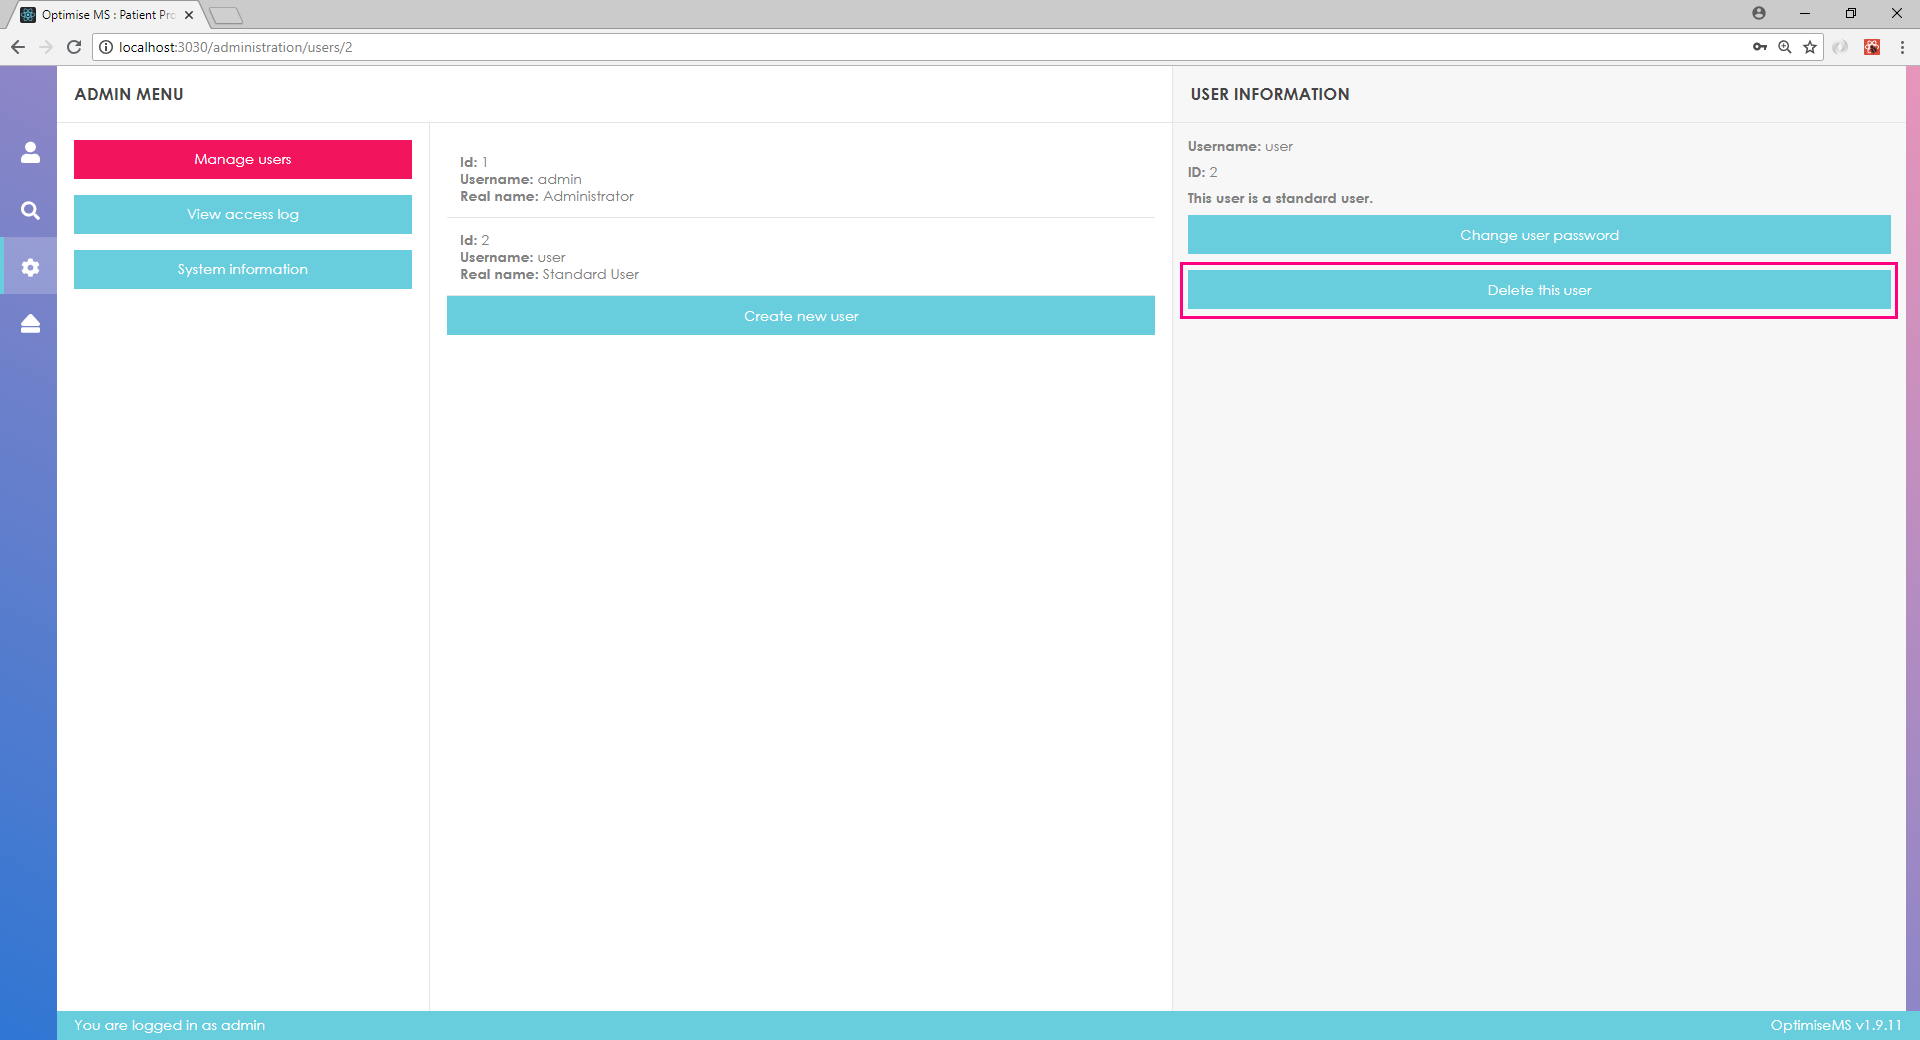 Optimise MS : Patient Pro
localhost:3030/administration/users/2
ADMIN MENU
Manage users
View access log
System information
Id: 1
Username: admin
Real name: Administrator
Id: 2
Username: user
Real name: Standard User
Create new user
USER INFORMATION
Username: user
ID: 2
This user is a standard user.
Change user password
Delete this user
You are logged in as admin
OptimiseMS v1.9.11